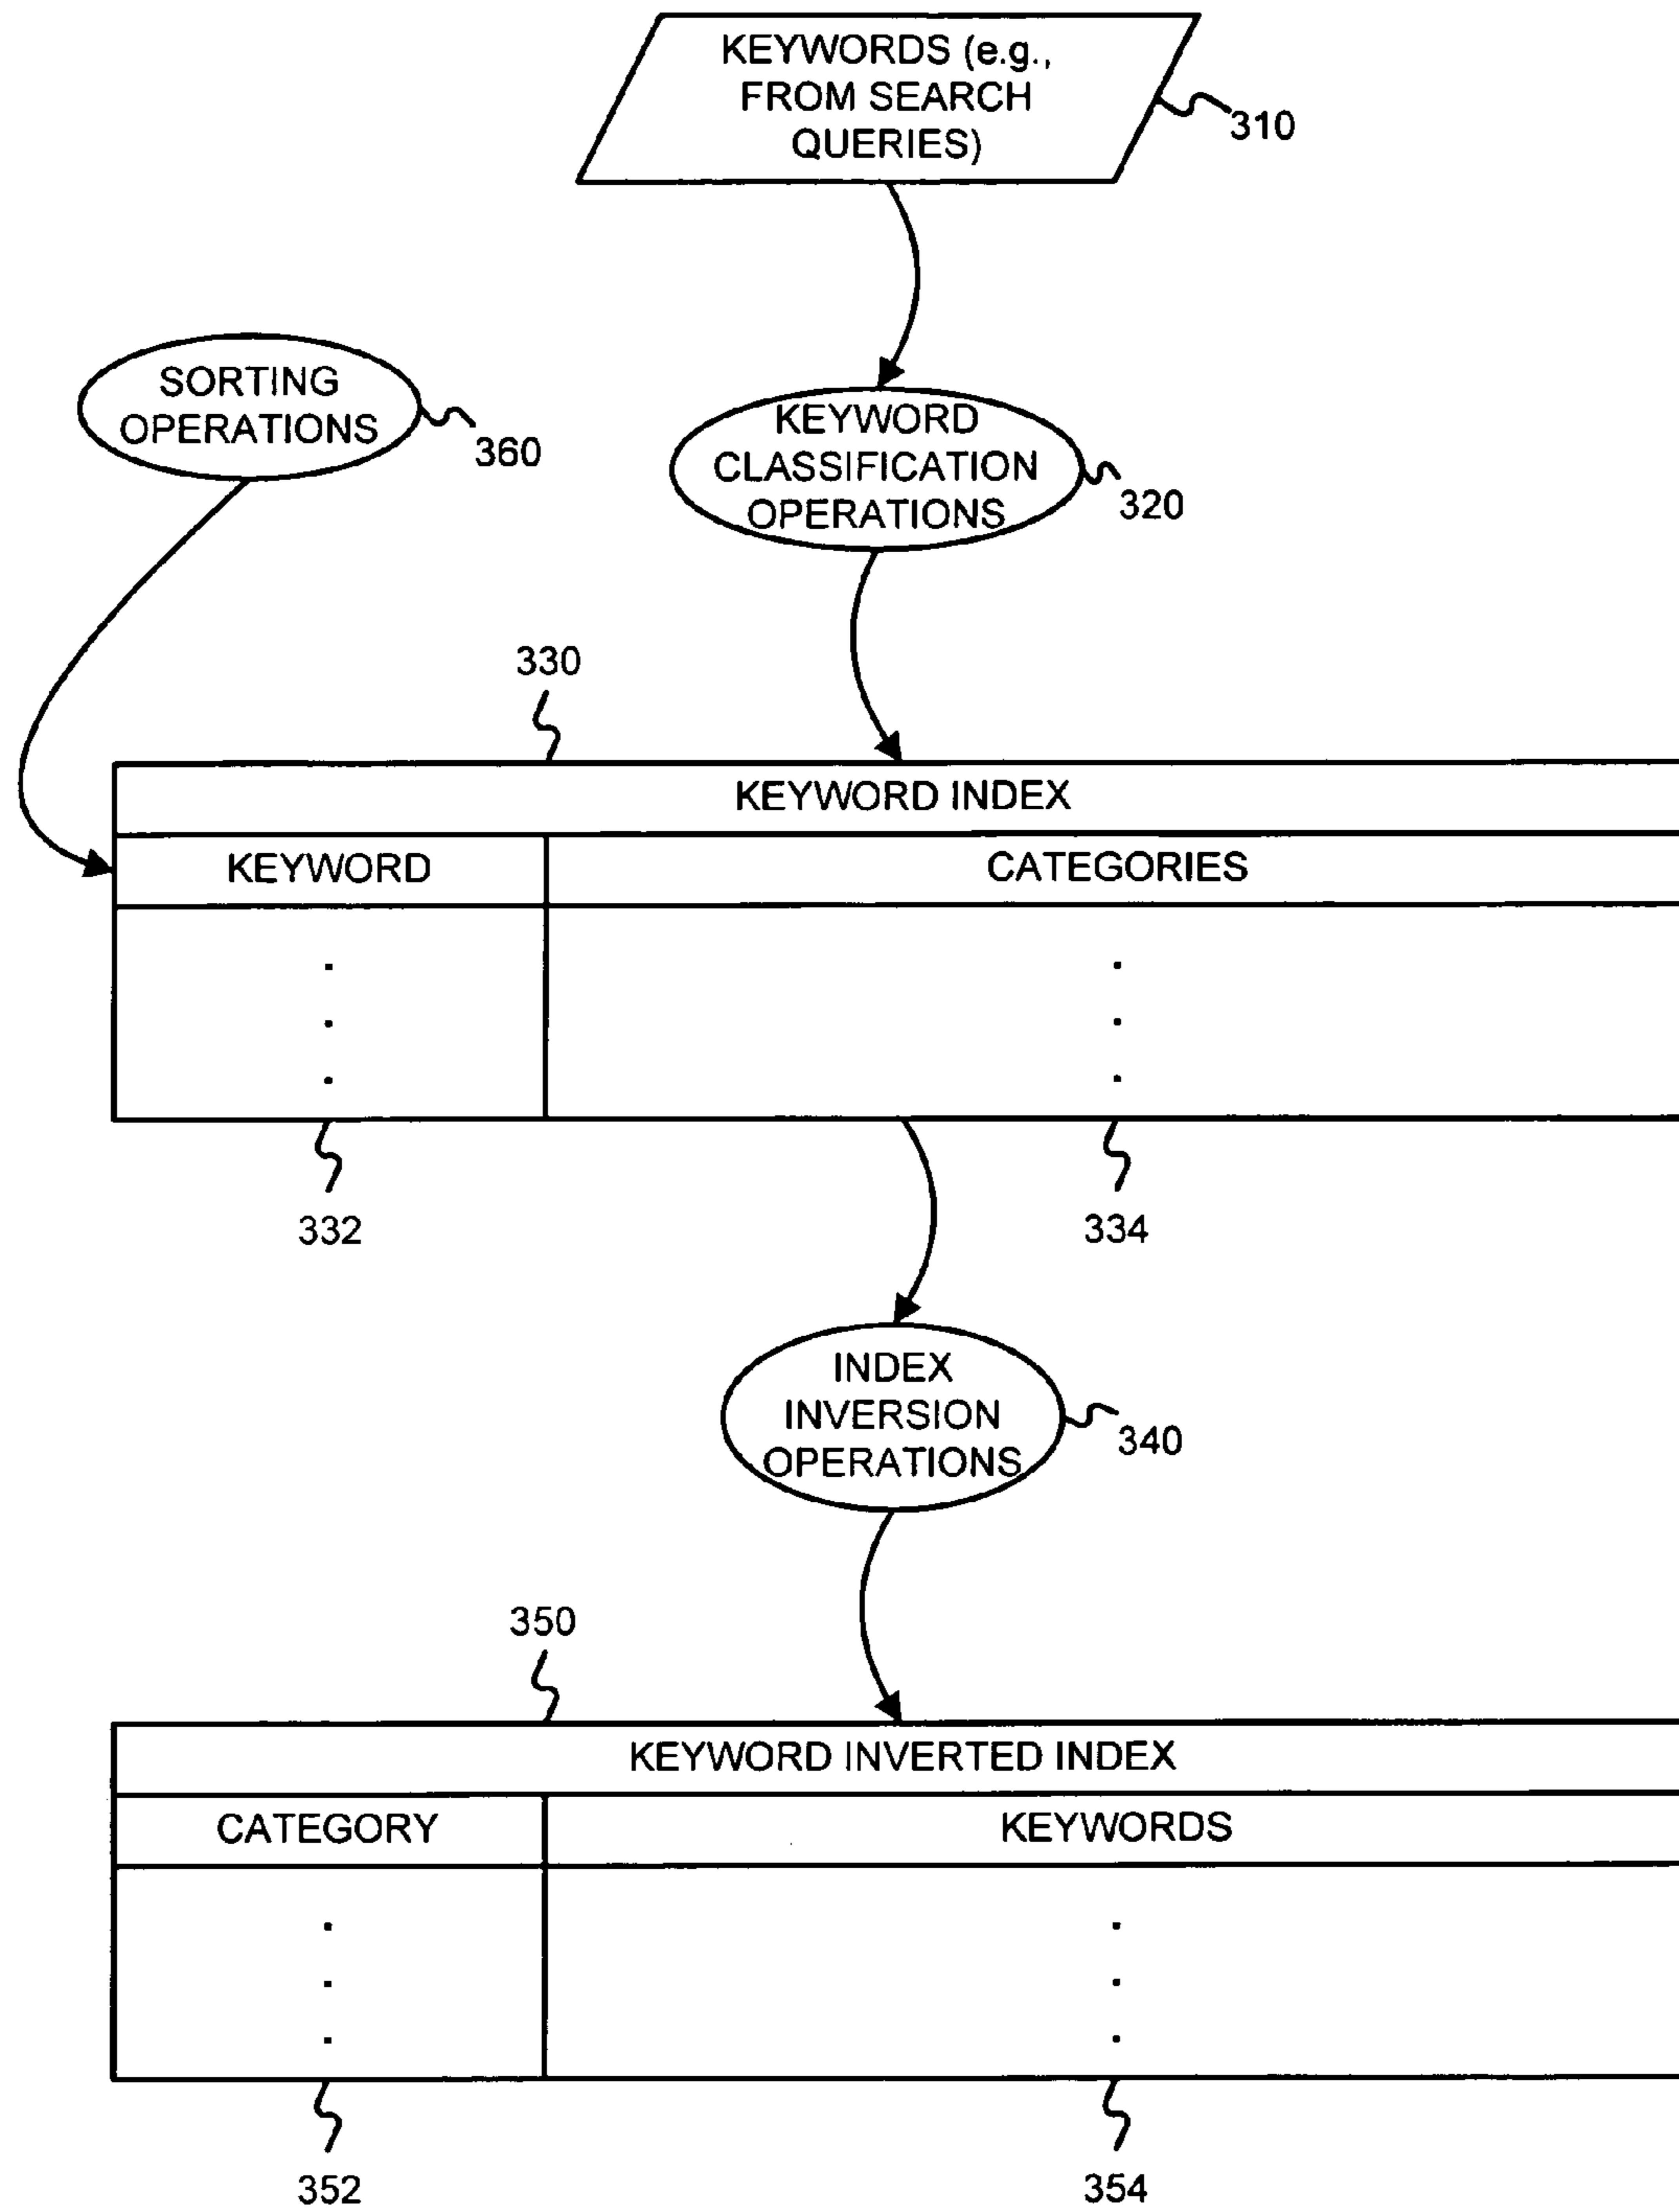 KEYWORDS (e.g.,
FROM SEARCH
QUERIES)
310
SORTING
OPERATIONS
360
KEYWORD
CLASSIFICATION
OPERATIONS
320
330
KEYWORD INDEX
KEYWORD
CATEGORIES
332
334
INDEX
INVERSION
OPERATIONS
340
350
KEYWORD INVERTED INDEX
CATEGORY
KEYWORDS
352
354